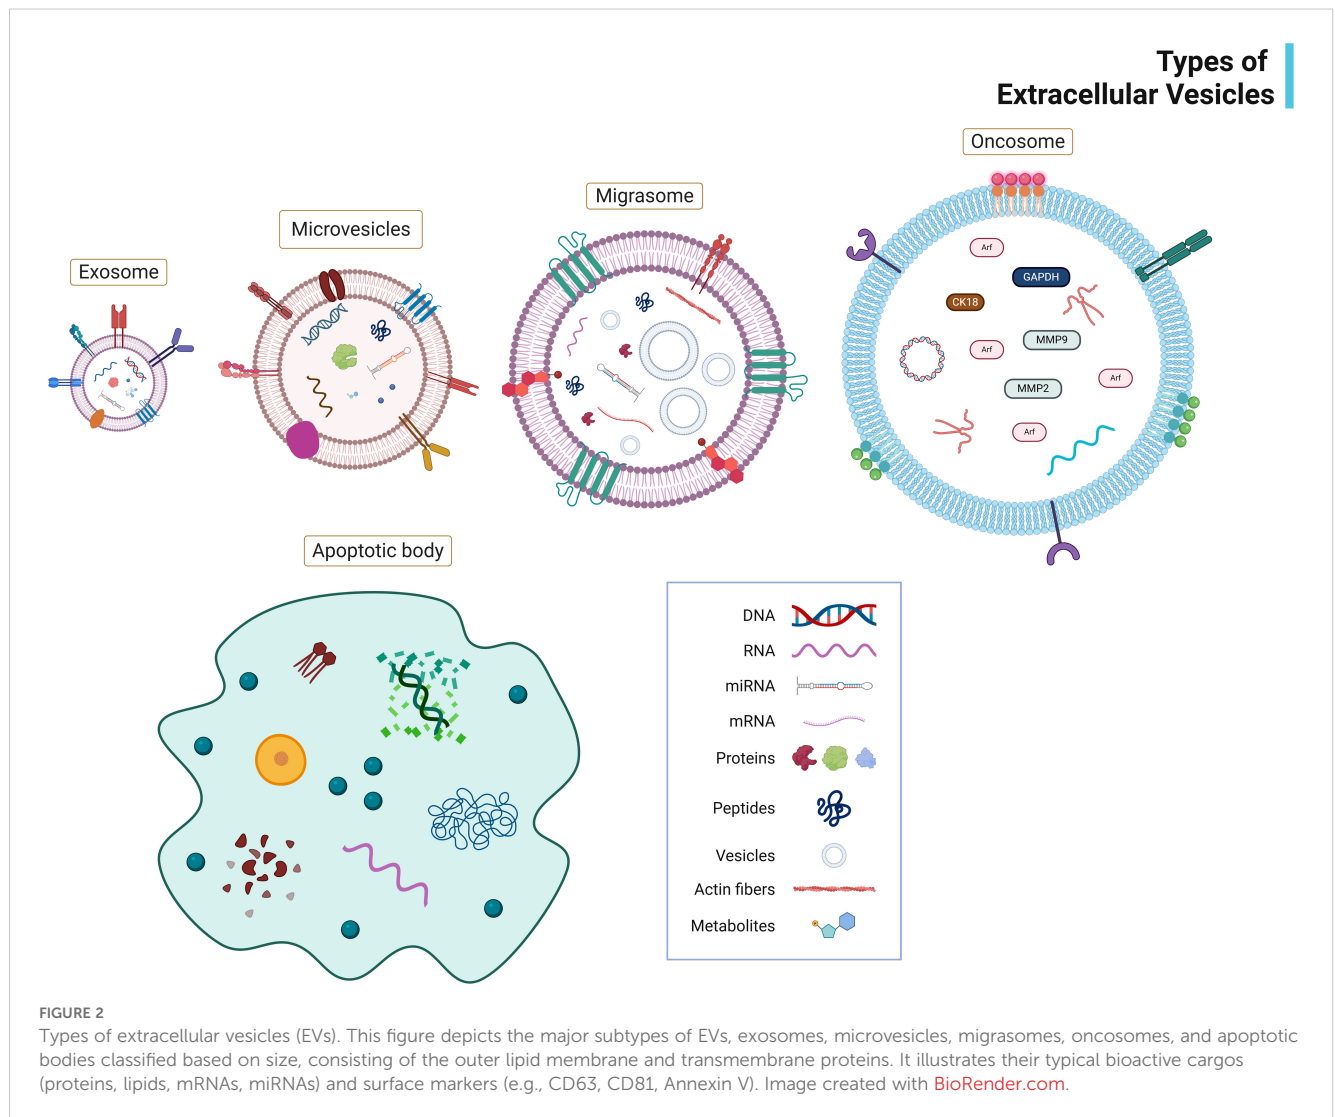 Types of
Extracellular Vesicles
Oncosome
Migrasome
Microvesicles
Exosome
Arf
GAPDH
CK18
MMP9
Arf
Arf
MMP2
Arf
Apoptotic body
DNA
RNA
miRNA
mRNA
Proteins
Peptides
Vesicles
Actin fibers
Metabolites
FIGURE 2
Types of extracellular vesicles (EVs). This figure depicts the major subtypes of EVs, exosomes, microvesicles, migrasomes, oncosomes, and apoptotic
bodies classified based on size, consisting of the outer lipid membrane and transmembrane proteins. It illustrates their typical bioactive cargos
(proteins, lipids, mRNAs, miRNAs) and surface markers (e.g., CD63, CD81, Annexin V). Image created with BioRender.com.